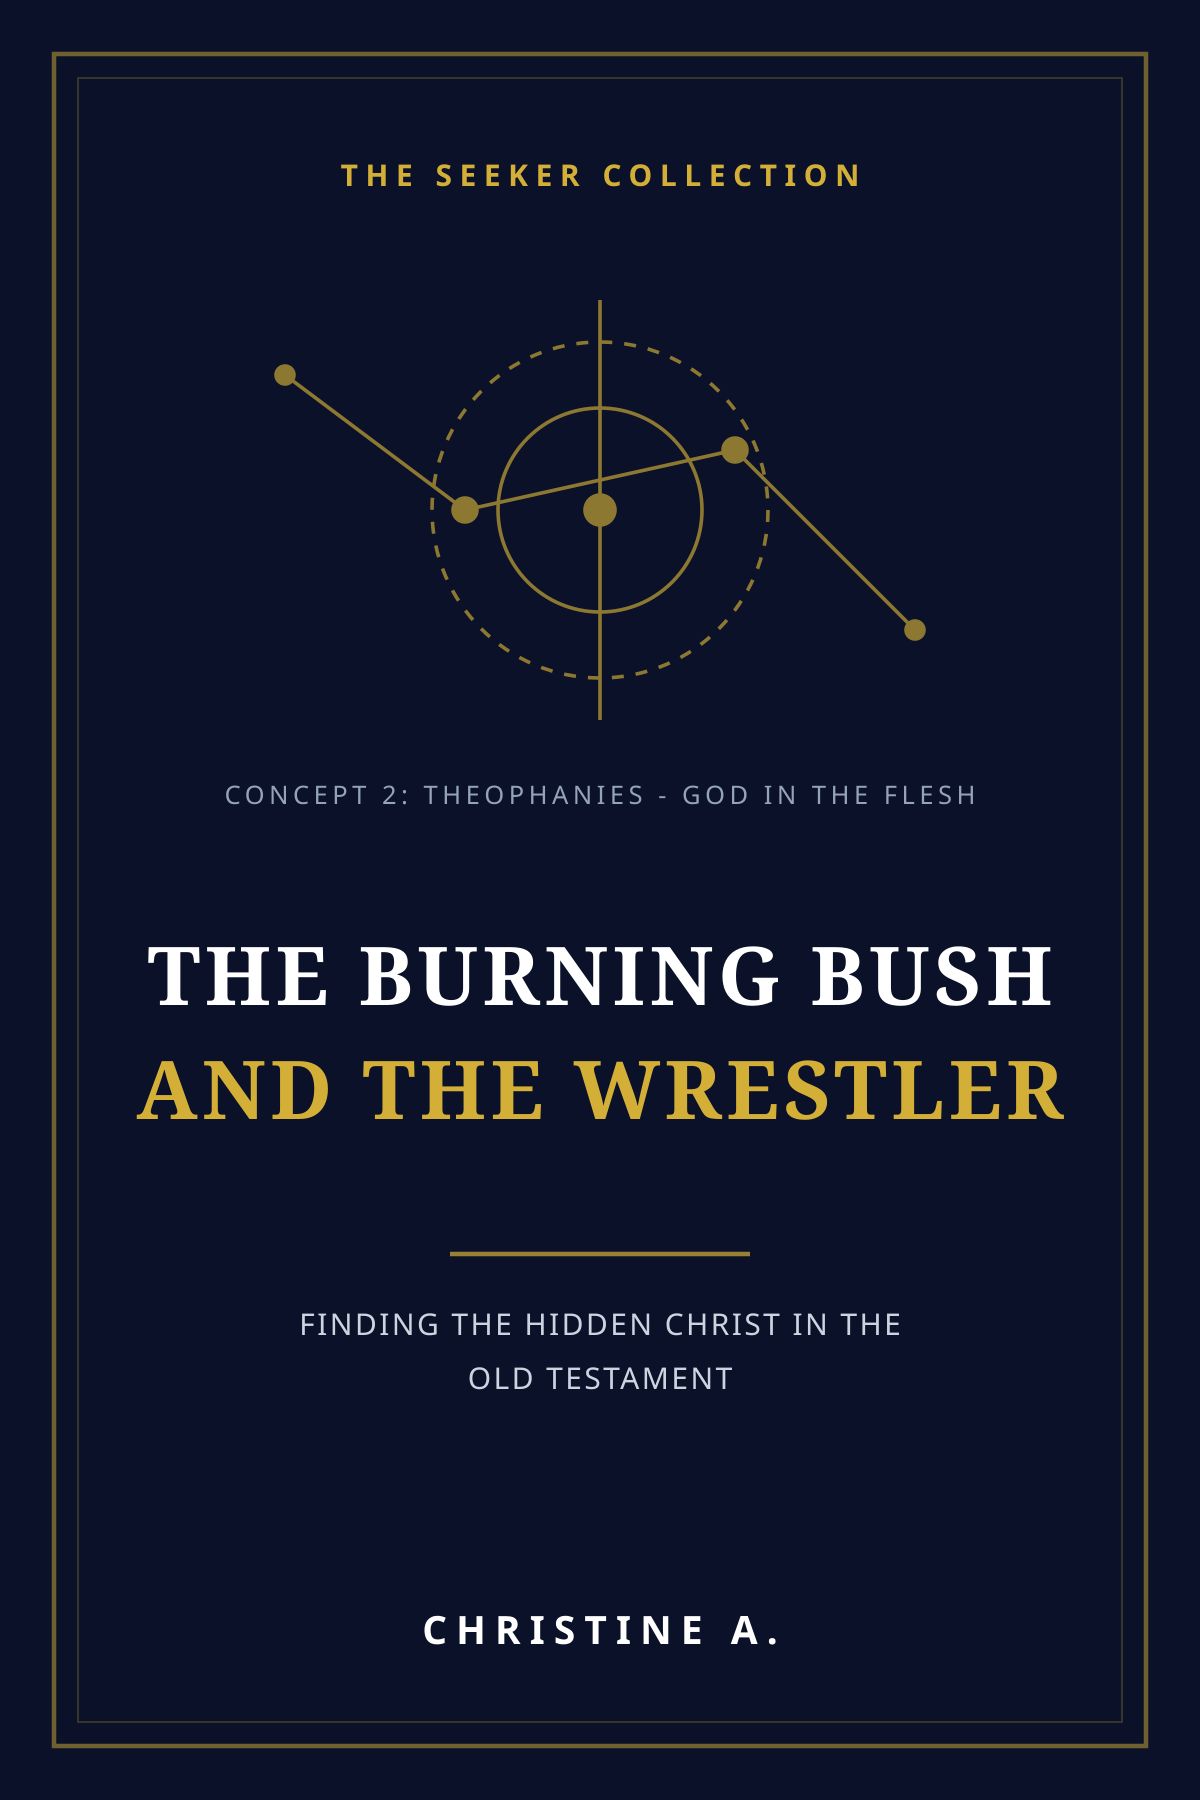 THE SEEKER COLLECTION
CONCEPT 2: THEOPHANIES - GOD IN THE FLESH
THE BURNING BUSH
AND THE WRESTLER
FINDING THE HIDDEN CHRIST IN THE
OLD TESTAMENT
CHRISTINE A.